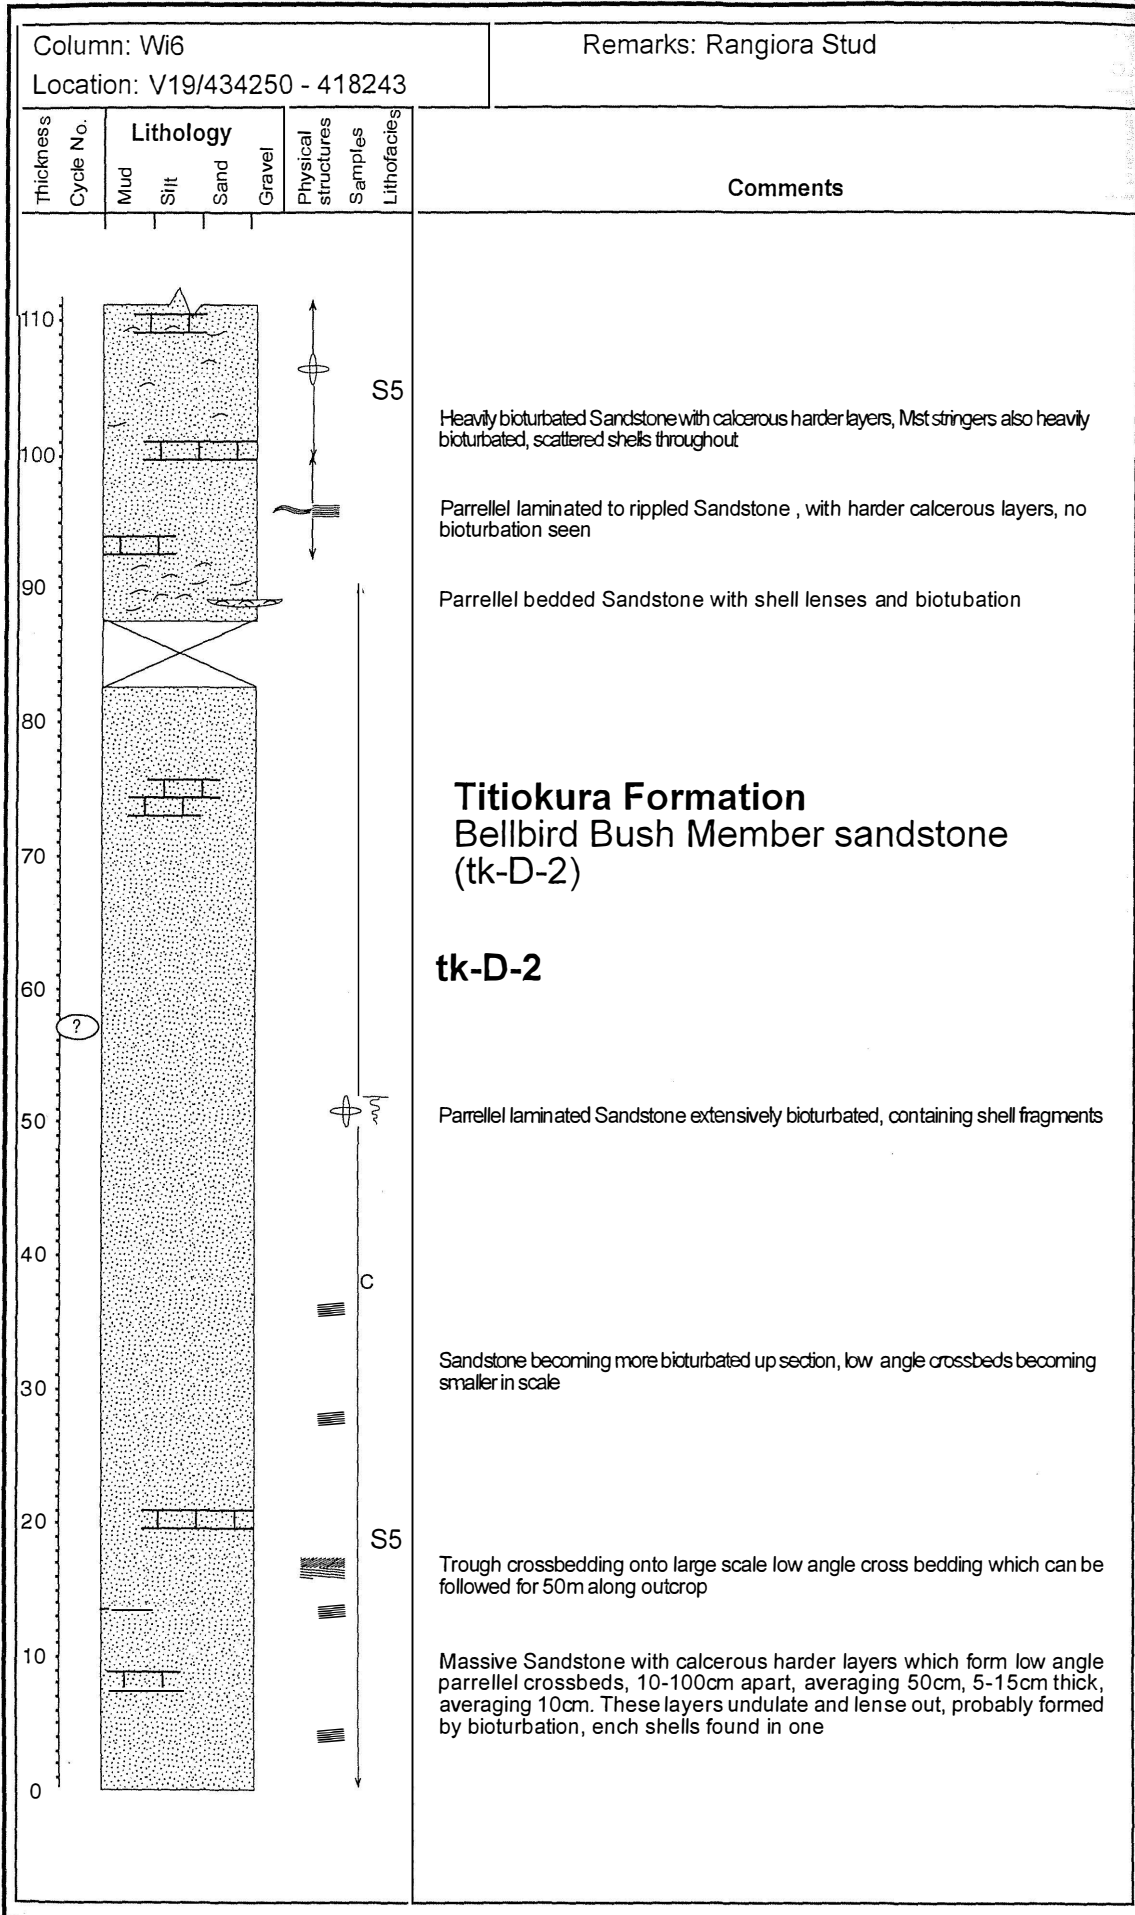 Column: Wi6
Location: V19/434250 - 418243
Remarks: Rangiora Stud
Thickness
Cycle No.
Lithology
Mud
Silt
Sand
Gravel
Physical
structures
Samples
Lithofacies
Comments
110
S5
Heavily bioturbated Sandstone with calcerous harder layers, Mst stringers also heavily
bioturbated, scattered shells throughout
100
Parrellel laminated to rippled Sandstone , with harder calcerous layers, no
bioturbation seen
90
Parrellel bedded Sandstone with shell lenses and biotubation
80
Titiokura Formation
Bellbird Bush Member sandstone
(tk-D-2)
70
tk-D-2
60
?
50
Parrellel laminated Sandstone extensively bioturbated, containing shell fragments
40
C
Sandstone becoming more bioturbated up section, low angle crossbeds becoming
smaller in scale
30
20
S5
Trough crossbedding onto large scale low angle cross bedding which can be
followed for 50m along outcrop
10
Massive Sandstone with calcerous harder layers which form low angle
parrellel crossbeds, 10-100cm apart, averaging 50cm, 5-15cm thick,
averaging 10cm. These layers undulate and lense out, probably formed
by bioturbation, ench shells found in one
0